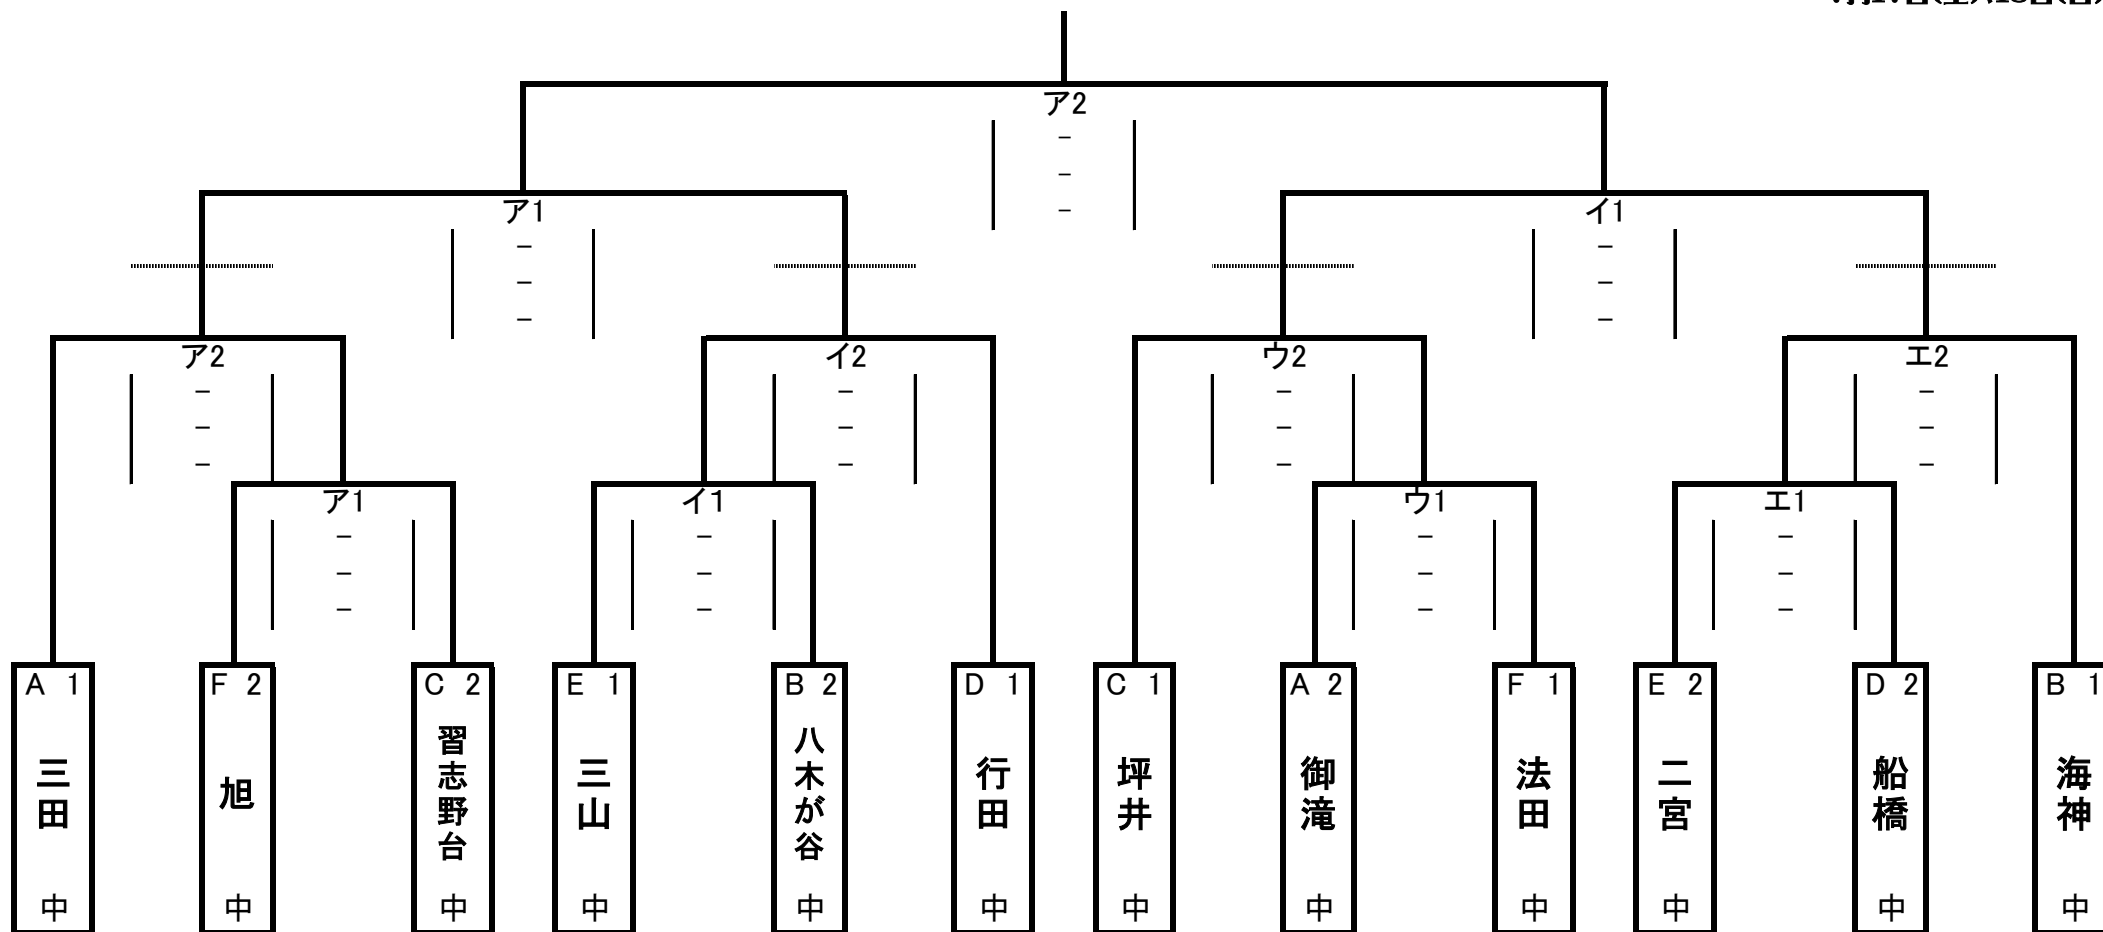 ア2
-
-
-
ア1
-
-
-
イ1
-
-
-
ア2
-
-
-
イ2
-
-
-
ウ2
-
-
-
エ2
-
-
-
ア1
-
-
-
イ1
-
-
-
ウ1
-
-
-
エ1
-
-
-
A 1
三田
中
F 2
旭
中
C 2
習志野台
中
E 1
三山
中
B 2
八木が谷
中
D 1
行田
中
C 1
坪井
中
A 2
御滝
中
F 1
法田
中
E 2
二宮
中
D 2
船橋
中
B 1
海神
中